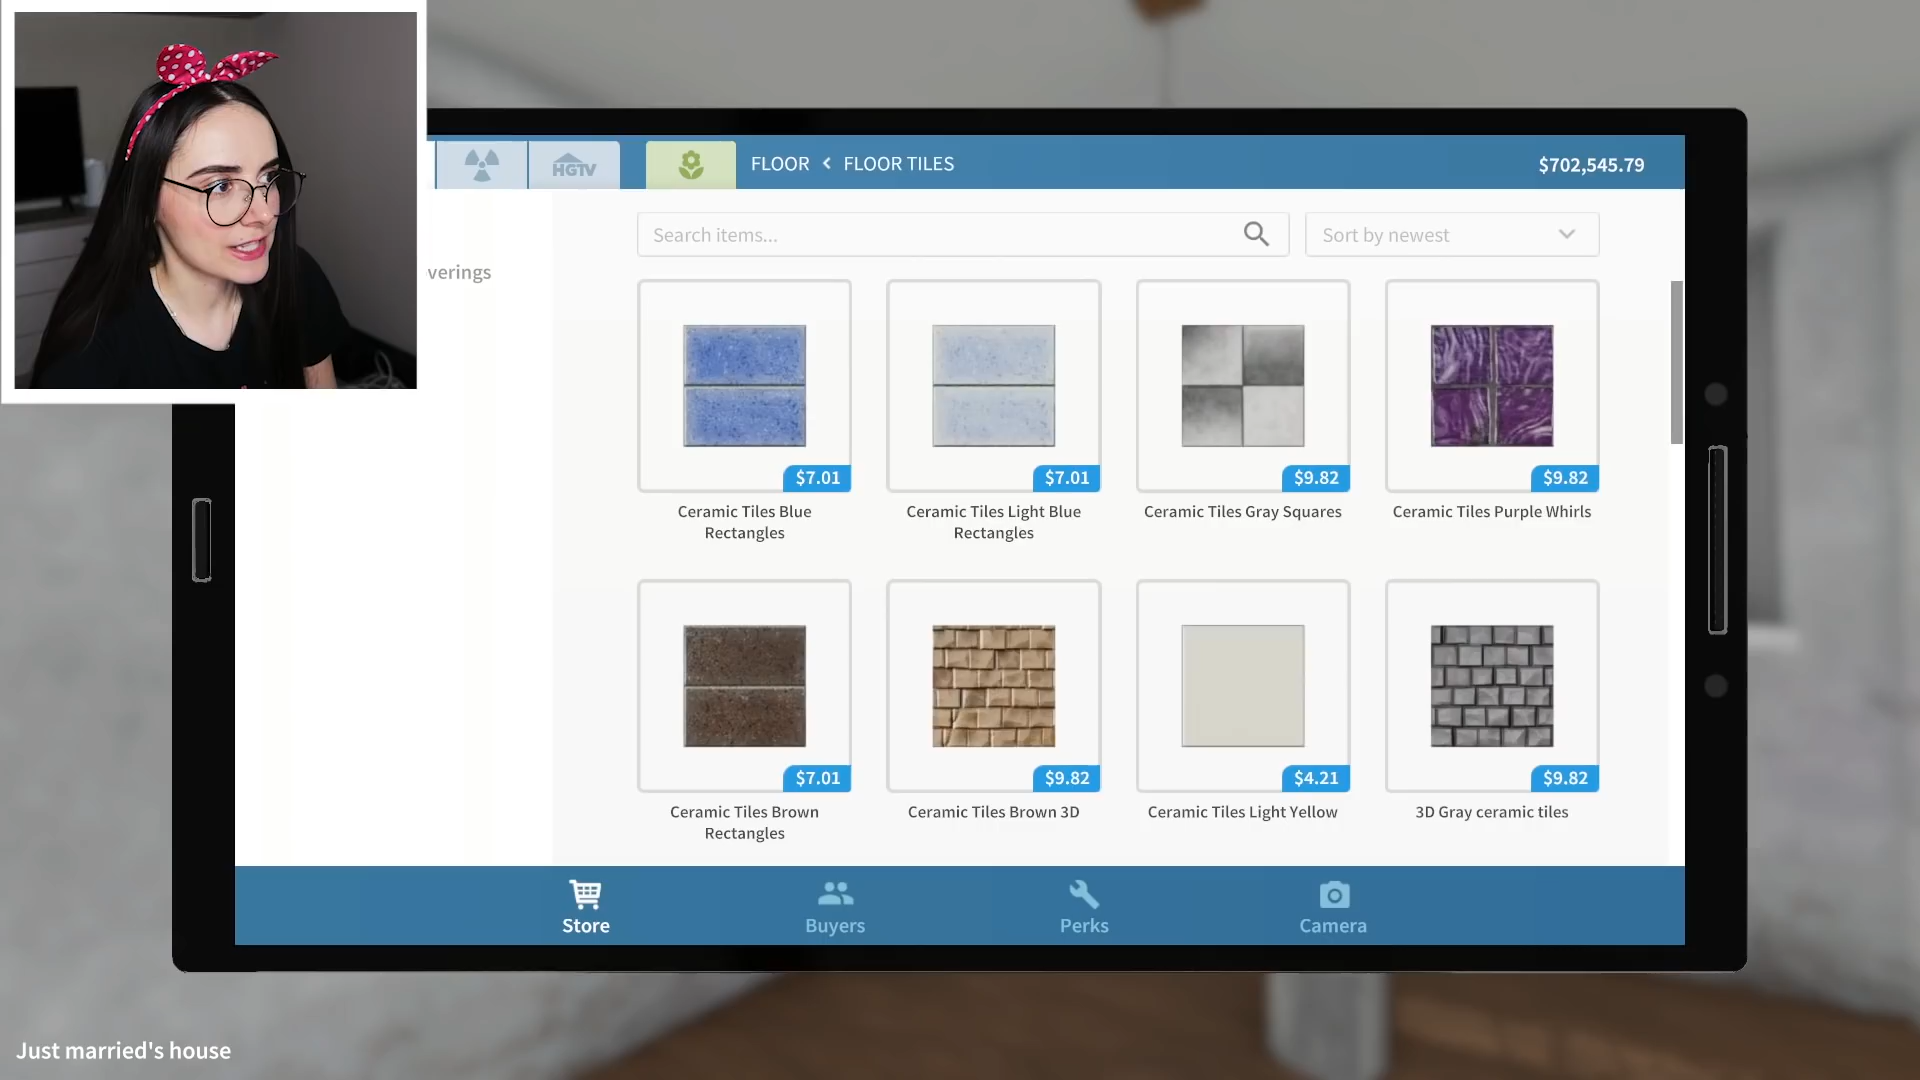 HGTV
FLOOR < FLOOR TILES
$702,545.79
Search items...
Sort by newest
verings
$7.01
$7.01
$9.82
$9.82
Ceramic Tiles Blue
Rectangles
Ceramic Tiles Light Blue
Rectangles
Ceramic Tiles Gray Squares
Ceramic Tiles Purple Whirls
$7.01
$9.82
$4.21
$9.82
Ceramic Tiles Brown
Rectangles
Ceramic Tiles Brown 3D
Ceramic Tiles Light Yellow
3D Gray ceramic tiles
Store
Buyers
Perks
Camera
Just married's house